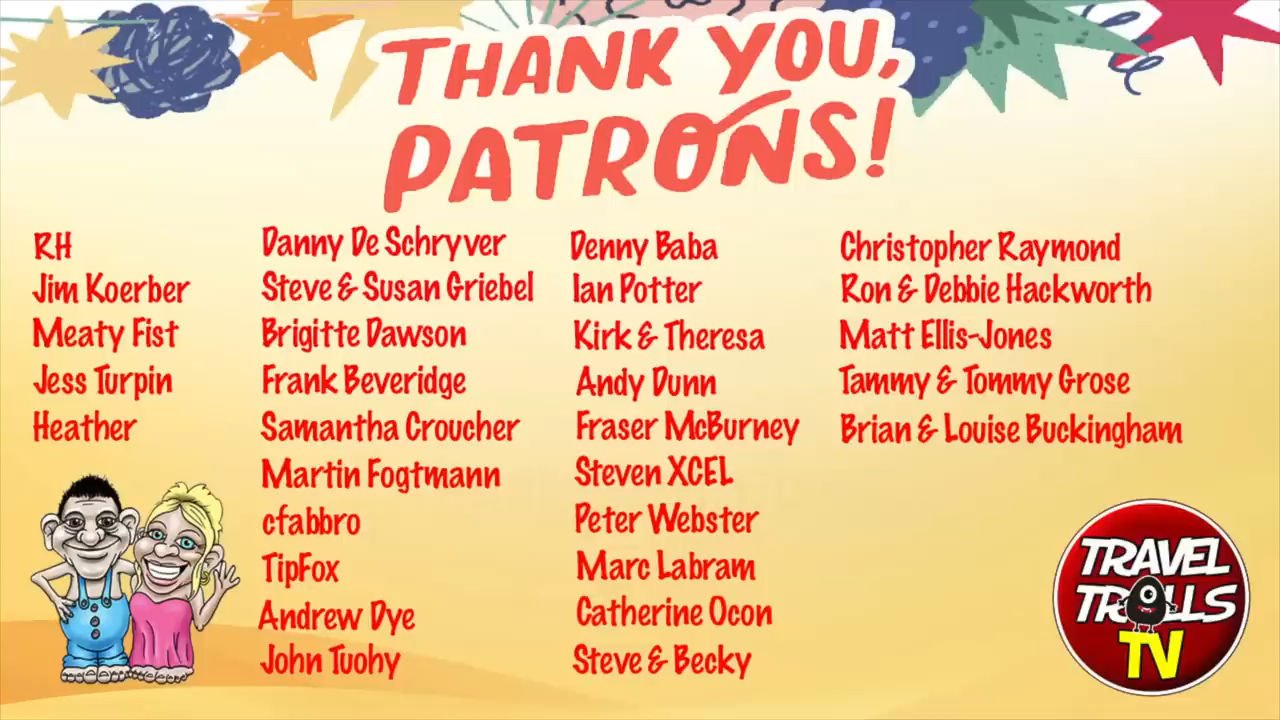 THANK YOU,
PATRONS!
RH
Jim Koerber
Meaty Fist
Jess Turpin
Heather
Danny De Schryver
Steve & Susan Griebel
Brigitte Dawson
Frank Beveridge
Samantha Croucher
Martin Fogtmann
cfabbro
TipFox
Andrew Dye
John Tuohy
Denny Baba
Ian Potter
Kirk & Theresa
Andy Dunn
Fraser McBurney
Steven XCEL
Peter Webster
Marc Labram
Catherine Ocon
Steve & Becky
Christopher Raymond
Ron & Debbie Hackworth
Matt Ellis-Jones
Tammy & Tommy Grose
Brian & Louise Buckingham
TRAVEL
TROLLS
TV